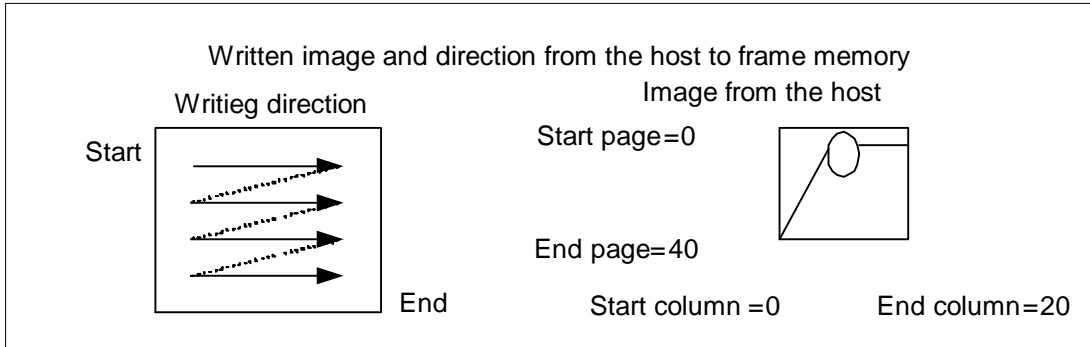 Written image and direction from the host to frame memory
Writieg direction
Image from the host
Start
Start page=0
End page=40
End
Start column =0
End column=20